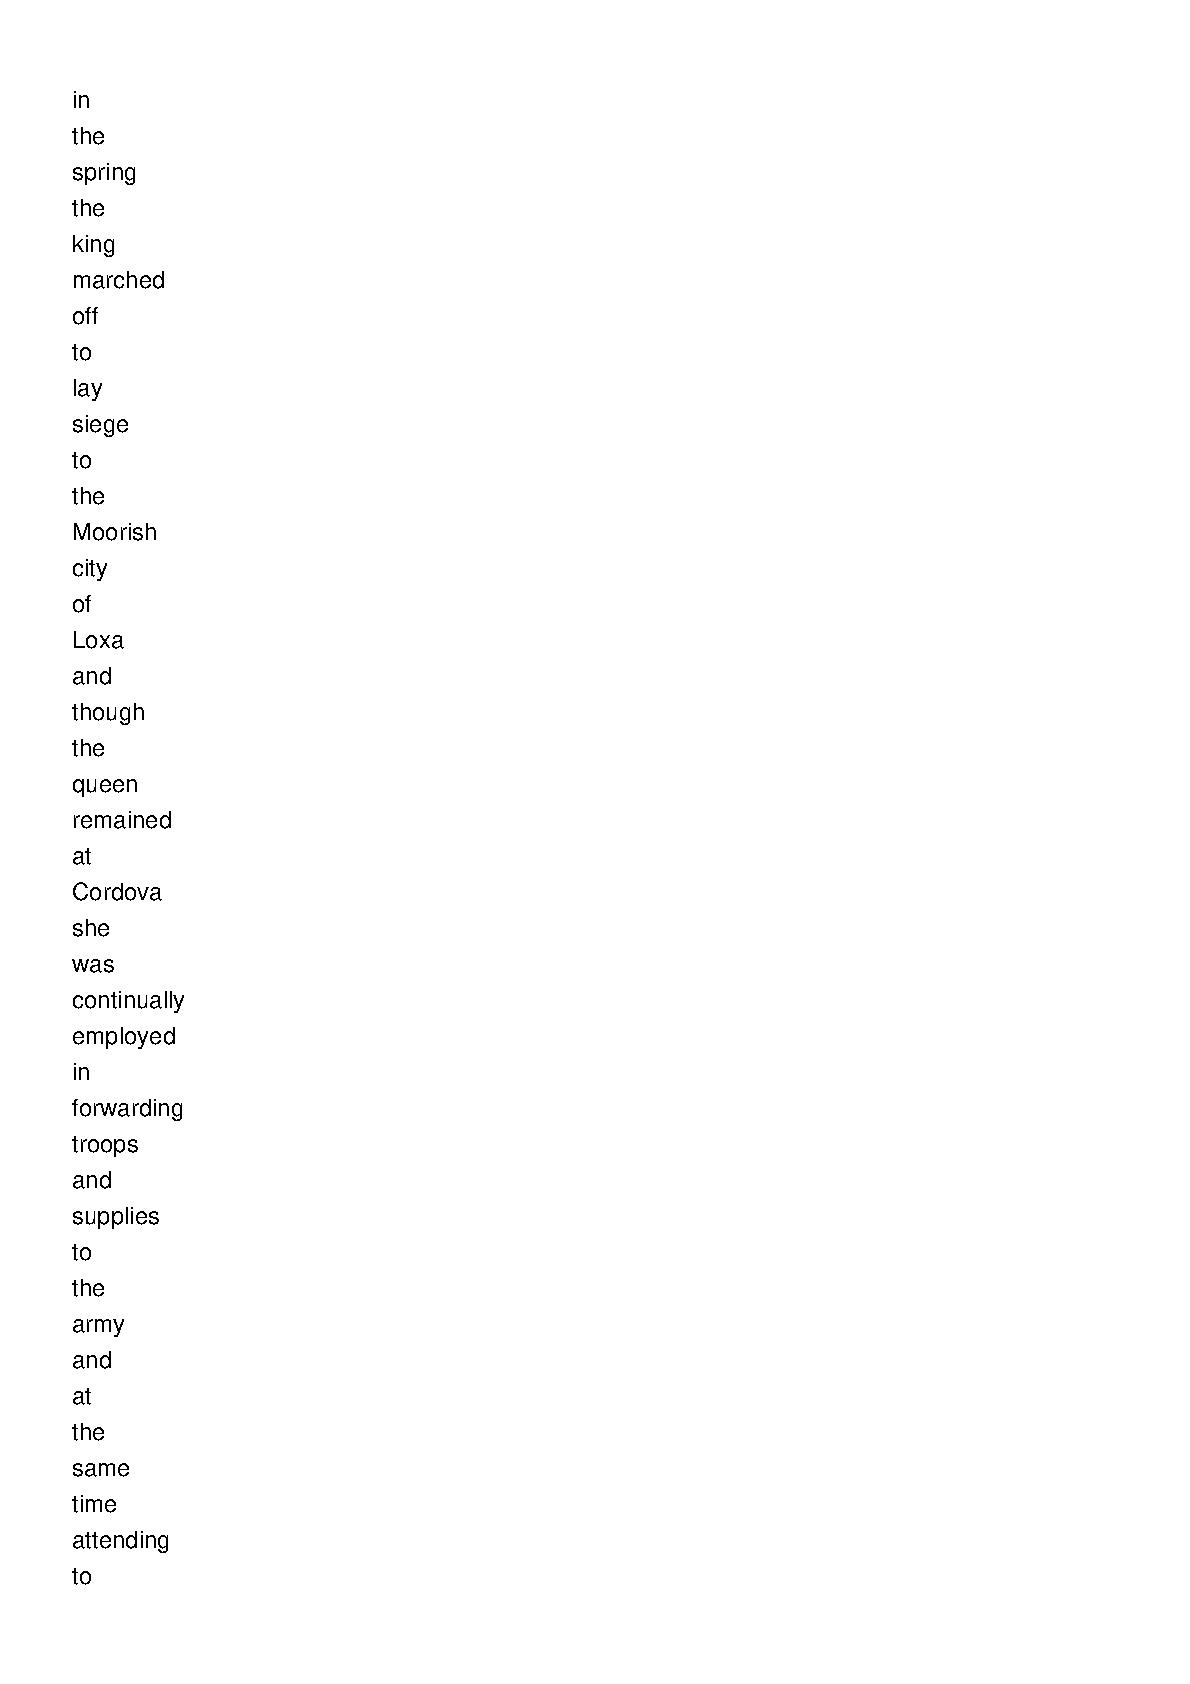 in
the
spring
the
king
marched
off
to
lay
siege
to
the
Moorish
city
of
Loxa
and
though
the
queen
remained
at
Cordova
she
was
continually
employed
in
forwarding
troops
and
supplies
to
the
army
and
at
the
same
time
attending
to